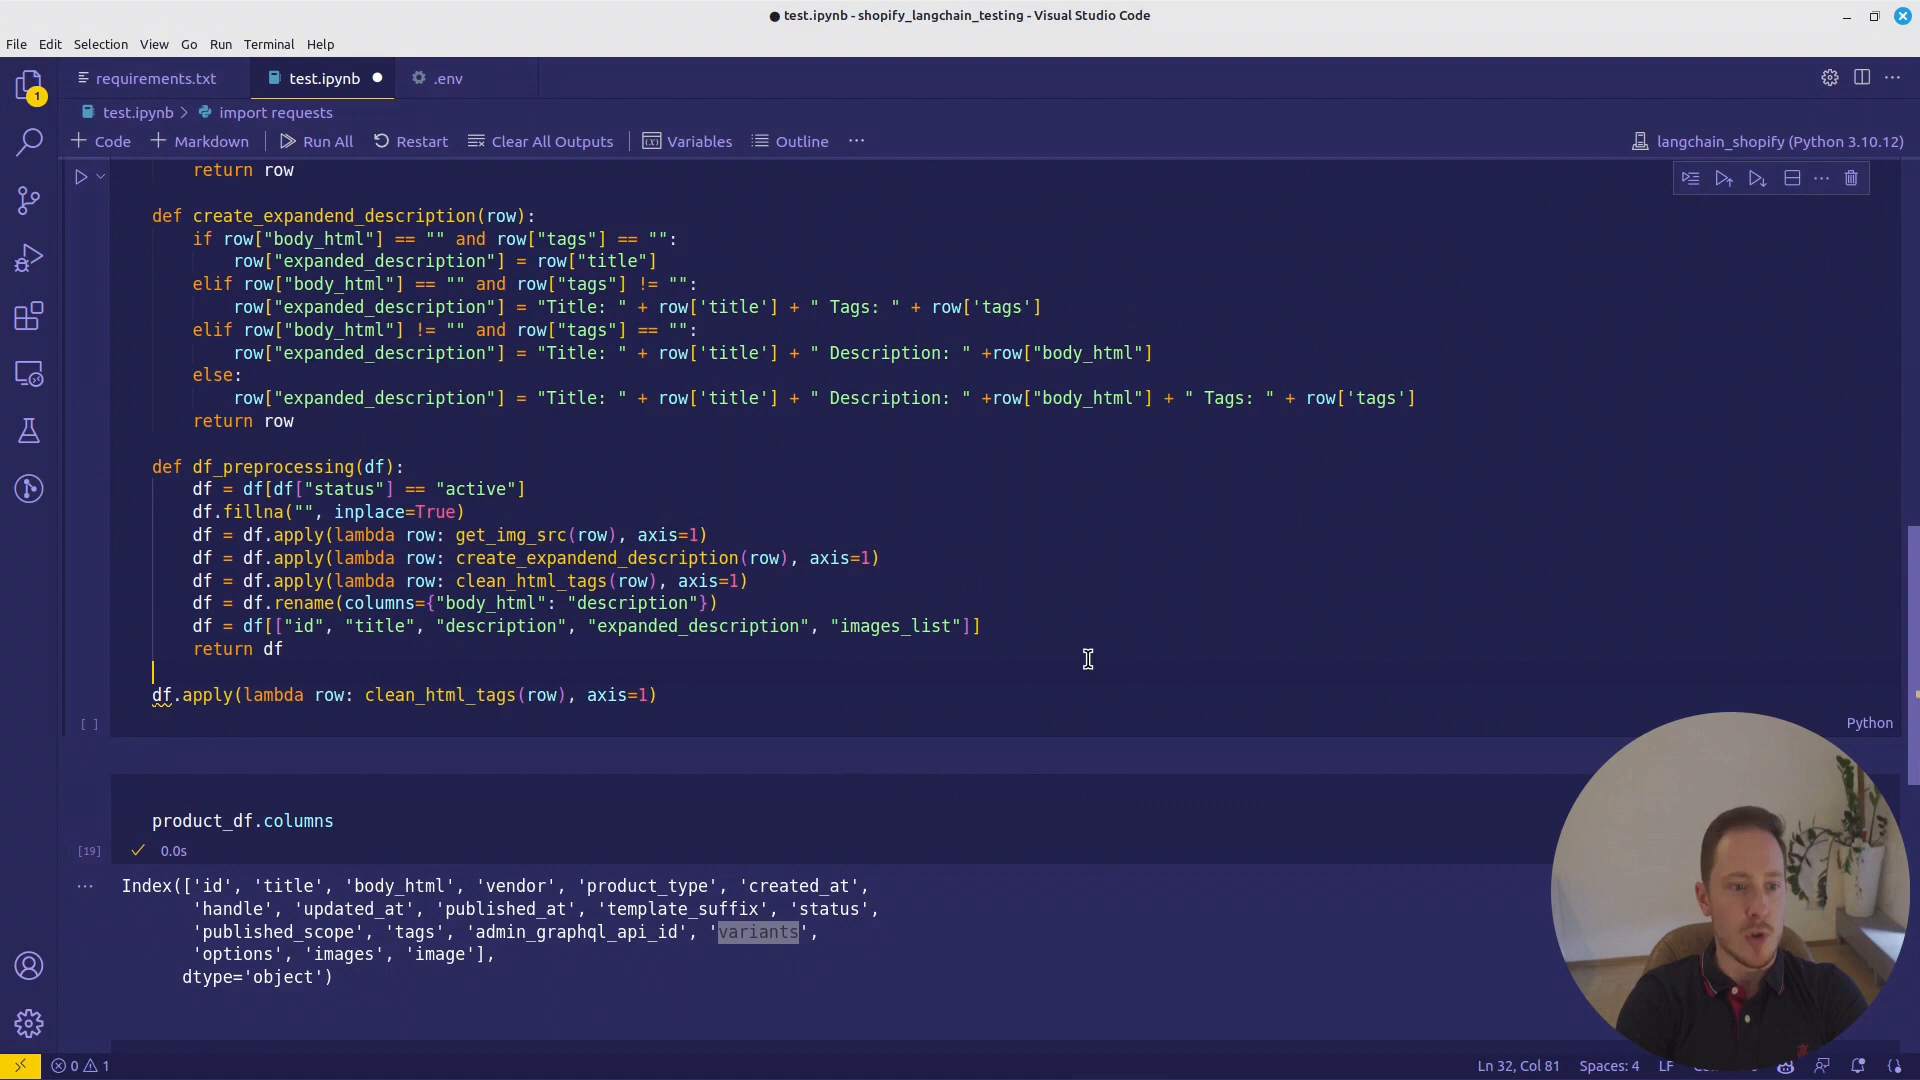 test.ipynb - shopify_langchain_testing - Visual Studio Code
File Edit Selection View Go Run Terminal Help
1
requirements.txt test.ipynb .env
test.ipynb > import requests
+ Code + Markdown Run All Restart Clear All Outputs Variables Outline ... langchain_shopify (Python 3.10.12)
return row
def create_expandend_description(row):
if row["body_html"] == "" and row["tags"] == "":
row["expanded_description"] = row["title"]
elif row["body_html"] == "" and row["tags"] != "":
row["expanded_description"] = "Title: " + row['title'] + " Tags: " + row['tags']
elif row["body_html"] != "" and row["tags"] == "":
row["expanded_description"] = "Title: " + row['title'] + " Description: " +row["body_html"]
else:
row["expanded_description"] = "Title: " + row['title'] + " Description: " +row["body_html"] + " Tags: " + row['tags']
return row
def df_preprocessing(df):
df = df[df["status"] == "active"]
df.fillna("", inplace=True)
df = df.apply(lambda row: get_img_src(row), axis=1)
df = df.apply(lambda row: create_expandend_description(row), axis=1)
df = df.apply(lambda row: clean_html_tags(row), axis=1)
df = df.rename(columns={"body_html": "description"})
df = df[["id", "title", "description", "expanded_description", "images_list"]]
return df
df.apply(lambda row: clean_html_tags(row), axis=1)
[ ] Python
product_df.columns
[19] 0.0s
... Index(['id', 'title', 'body_html', 'vendor', 'product_type', 'created_at',
'handle', 'updated_at', 'published_at', 'template_suffix', 'status',
'published_scope', 'tags', 'admin_graphql_api_id', 'variants',
'options', 'images', 'image'],
dtype='object')
0 1 Ln 32, Col 81 Spaces: 4 LF